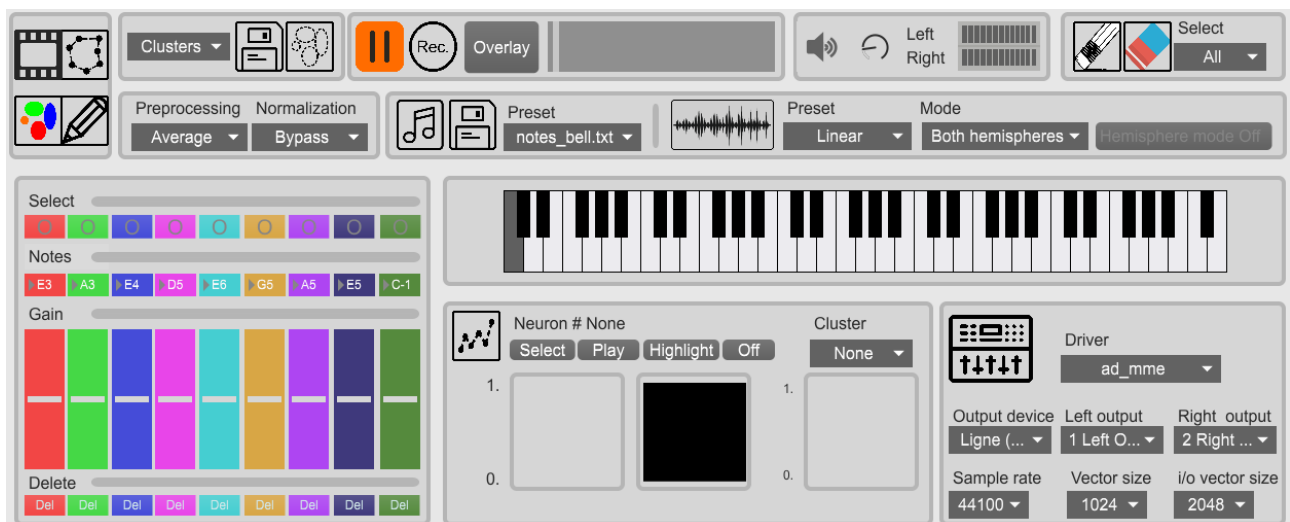 Clusters
Rec.
Overlay
Left
Right
Select
All
Preprocessing Normalization
Average Bypass
Preset
notes_bell.txt
Preset
Linear
Mode
Both hemispheres
Hemisphere mode Off
Select
O O O O O O O O O
Notes
E3 A3 E4 D5 E6 G5 A5 E5 C-1
Gain
Delete
Del Del Del Del Del Del Del Del Del
Neuron # None
Select Play Highlight Off
Cluster
None
1.
0.
1.
0.
Driver
ad_mme
Output device Left output Right output
Ligne (... 1 Left O... 2 Right ...
Sample rate Vector size i/o vector size
44100 1024 2048